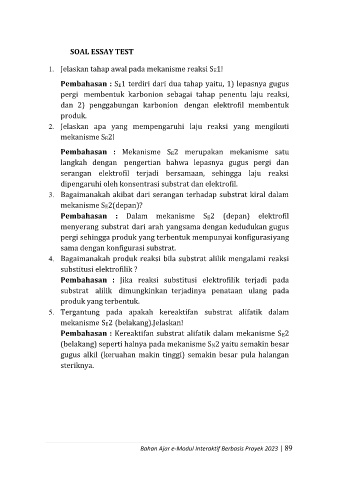 SOAL ESSAY TEST
1. Jelaskan tahap awal pada mekanisme reaksi SE1!
Pembahasan : SE1 terdiri dari dua tahap yaitu, 1) lepasnya gugus
pergi membentuk karbonion sebagai tahap penentu laju reaksi,
dan 2) penggabungan karbonion dengan elektrofil membentuk
produk.
2. Jelaskan apa yang mempengaruhi laju reaksi yang mengikuti
mekanisme SE2!
Pembahasan : Mekanisme SE2 merupakan mekanisme satu
langkah dengan pengertian bahwa lepasnya gugus pergi dan
serangan elektrofil terjadi bersamaan, sehingga laju reaksi
dipengaruhi oleh konsentrasi substrat dan elektrofil.
3. Bagaimanakah akibat dari serangan terhadap substrat kiral dalam
mekanisme SE2(depan)?
Pembahasan : Dalam mekanisme SE2 (depan) elektrofil
menyerang substrat dari arah yangsama dengan kedudukan gugus
pergi sehingga produk yang terbentuk mempunyai konfigurasiyang
sama dengan konfigurasi substrat.
4. Bagaimanakah produk reaksi bila substrat alilik mengalami reaksi
substitusi elektrofilik ?
Pembahasan : Jika reaksi substitusi elektrofilik terjadi pada
substrat alilik dimungkinkan terjadinya penataan ulang pada
produk yang terbentuk.
5. Tergantung pada apakah kereaktifan substrat alifatik dalam
mekanisme SE2 (belakang).Jelaskan!
Pembahasan : Kereaktifan substrat alifatik dalam mekanisme SE2
(belakang) seperti halnya pada mekanisme SN2 yaitu semakin besar
gugus alkil (keruahan makin tinggi) semakin besar pula halangan
steriknya.
Bahan Ajar e-Modul Interaktif Berbasis Proyek 2023 | 89